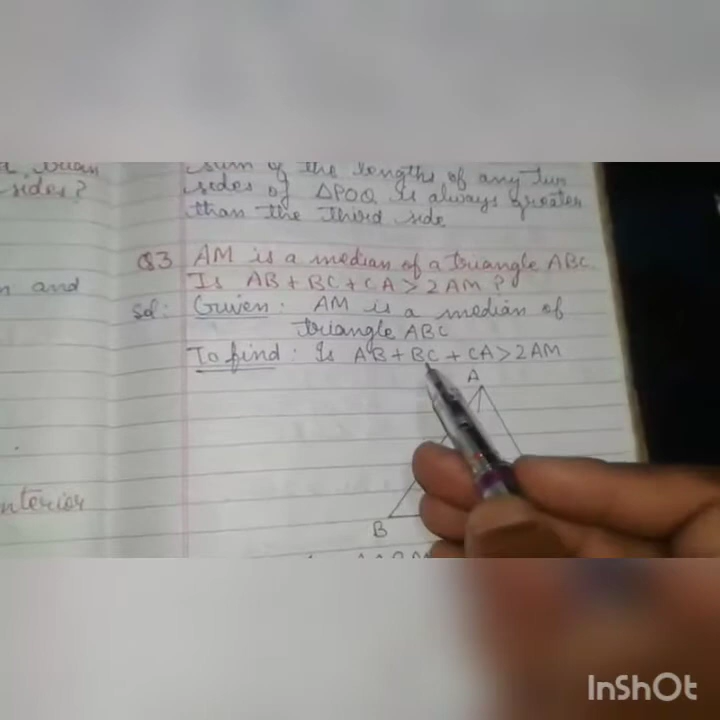 sides?
n and
nterior
sum of the lengths of any two
sides of △POQ is always greater
than the third side
Q3 AM is a median of a triangle ABC.
Is AB + BC + CA > 2 AM ?
Sol: Given: AM is a median of
triangle ABC
To find: Is AB + BC + CA > 2AM
A
B
InShOt